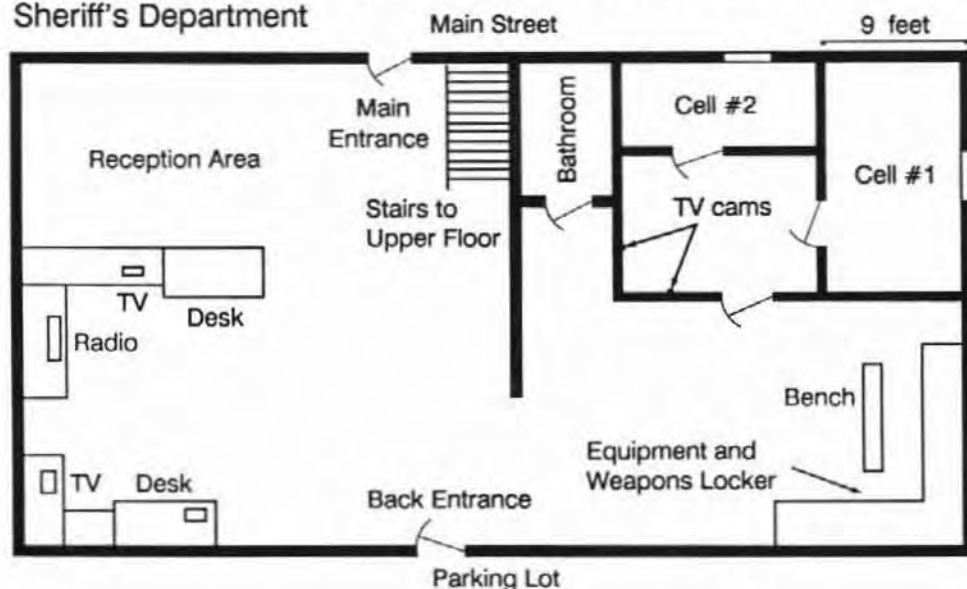 Sheriff's Department
Main Street
9 feet
Main
Entrance
Reception Area
Stairs to
Upper Floor
Bathroom
Cell #2
Cell #1
TV cams
TV
Desk
Radio
Bench
Equipment and
Weapons Locker
TV
Desk
Back Entrance
Parking Lot